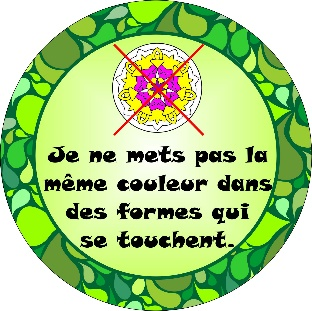 Je ne mets pas la
même couleur dans
des formes qui
se touchent.